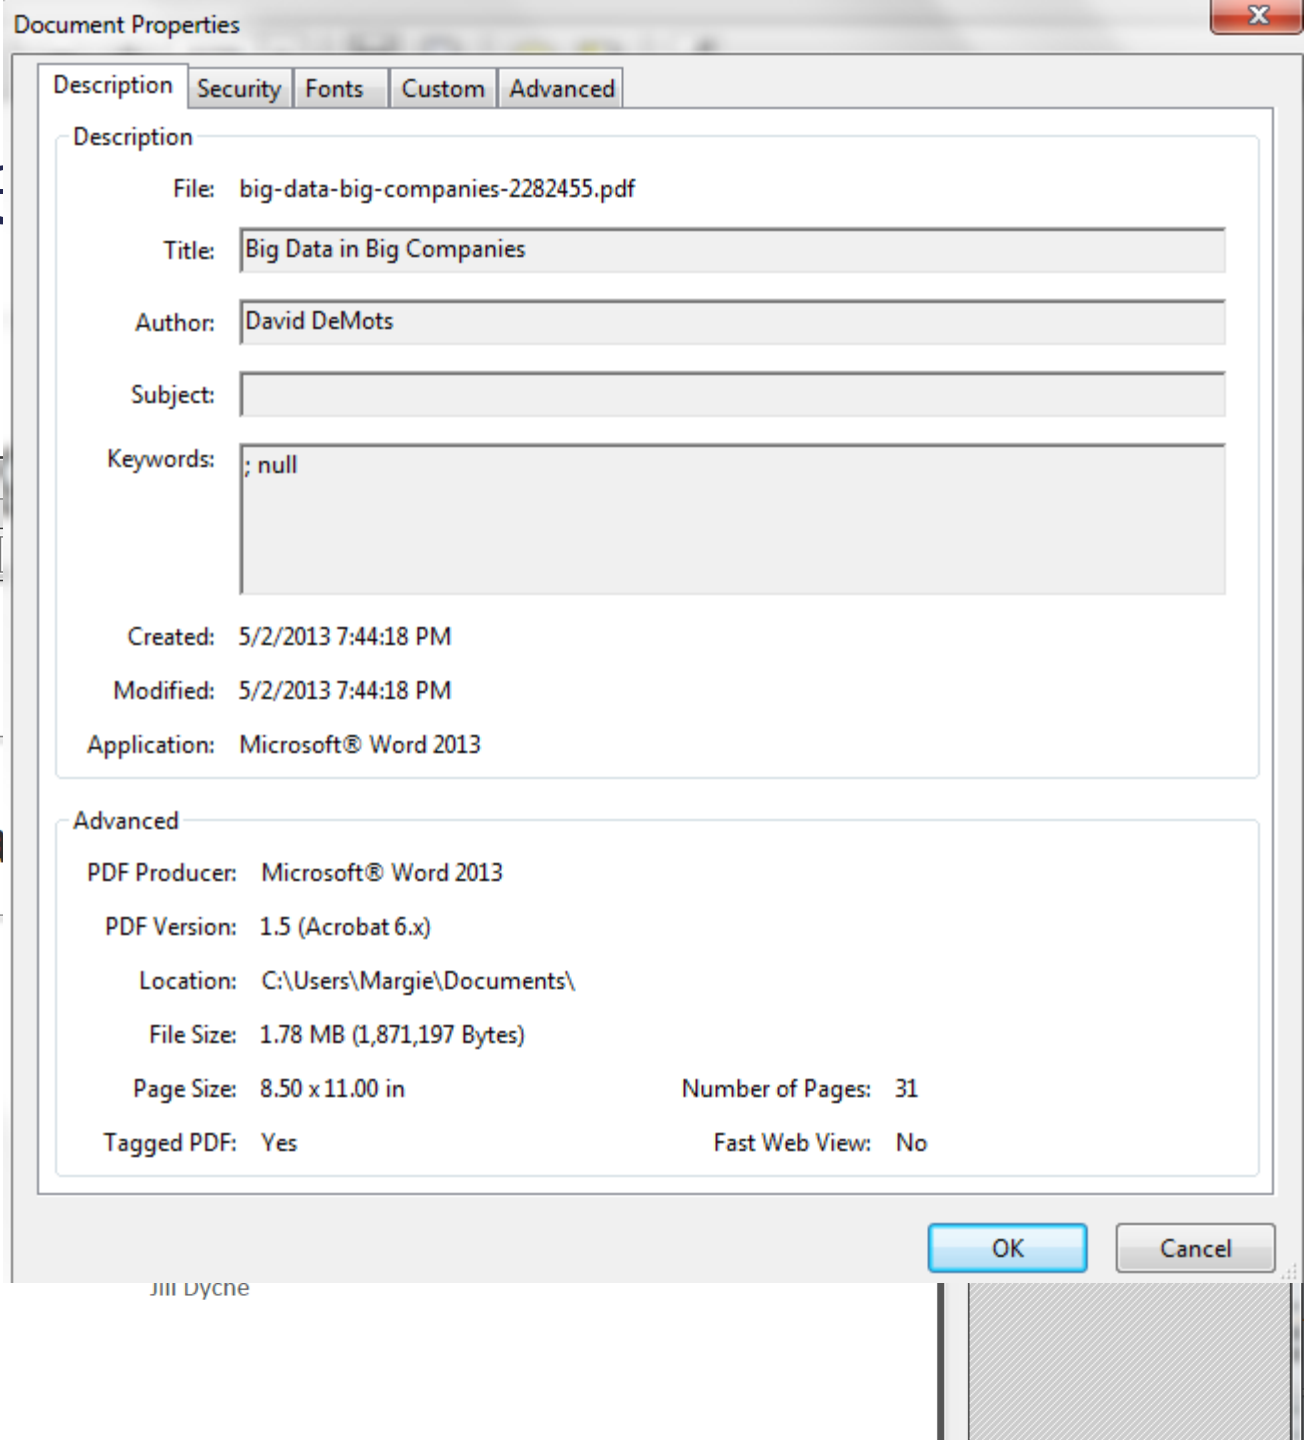 Document Properties
Description Security Fonts Custom Advanced
Description
File: big-data-big-companies-2282455.pdf
Title: Big Data in Big Companies
Author: David DeMots
Subject:
Keywords: ; null
Created: 5/2/2013 7:44:18 PM
Modified: 5/2/2013 7:44:18 PM
Application: Microsoft® Word 2013
Advanced
PDF Producer: Microsoft® Word 2013
PDF Version: 1.5 (Acrobat 6.x)
Location: C:\Users\Margie\Documents\
File Size: 1.78 MB (1,871,197 Bytes)
Page Size: 8.50 x 11.00 in Number of Pages: 31
Tagged PDF: Yes Fast Web View: No
OK Cancel
Jill Dyché